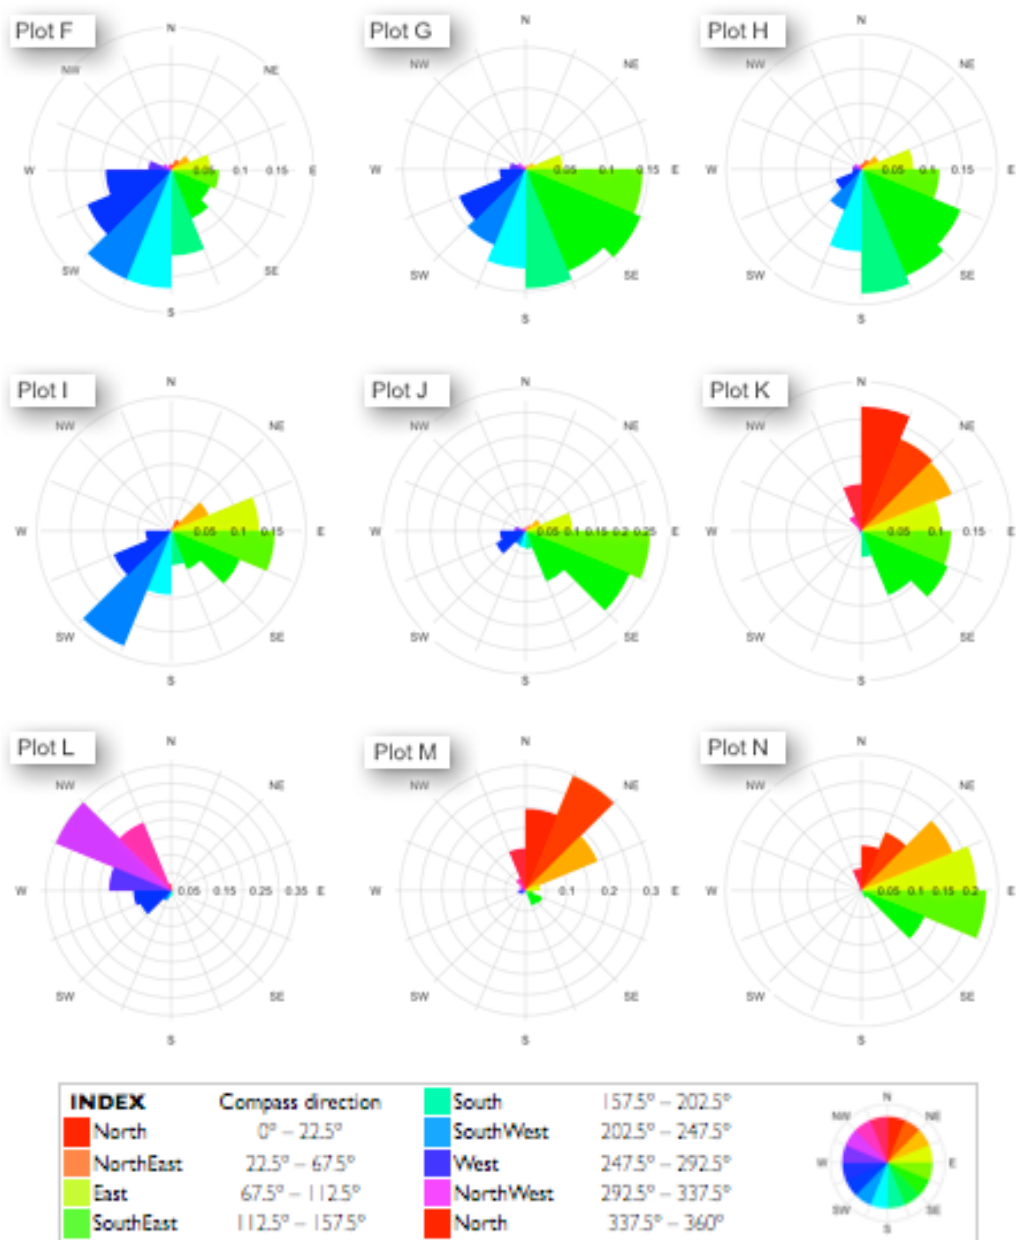 Plot F
N
NW
NE
W
0.05 0.1 0.15
E
SW
SE
S
Plot G
N
NW
NE
W
0.05 0.1 0.15
E
SW
SE
S
Plot H
N
NW
NE
W
0.05 0.1 0.15
E
SW
SE
S
Plot I
N
NW
NE
W
0.05 0.1 0.15
E
SW
SE
S
Plot J
N
NW
NE
W
0.05 0.1 0.15 0.2 0.25
E
SW
SE
S
Plot K
N
NW
NE
W
0.05 0.1 0.15
E
SW
SE
S
Plot L
N
NW
NE
W
0.05 0.15 0.25 0.35
E
SW
SE
S
Plot M
N
NW
NE
W
0.1 0.2 0.3
E
SW
SE
S
Plot N
N
NW
NE
W
0.05 0.1 0.15 0.2
E
SW
SE
S
INDEX Compass direction
North 0° – 22.5°
NorthEast 22.5° – 67.5°
East 67.5° – 112.5°
SouthEast 112.5° – 157.5°
South 157.5° – 202.5°
SouthWest 202.5° – 247.5°
West 247.5° – 292.5°
NorthWest 292.5° – 337.5°
North 337.5° – 360°
N
NW
NE
W
E
SW
SE
S